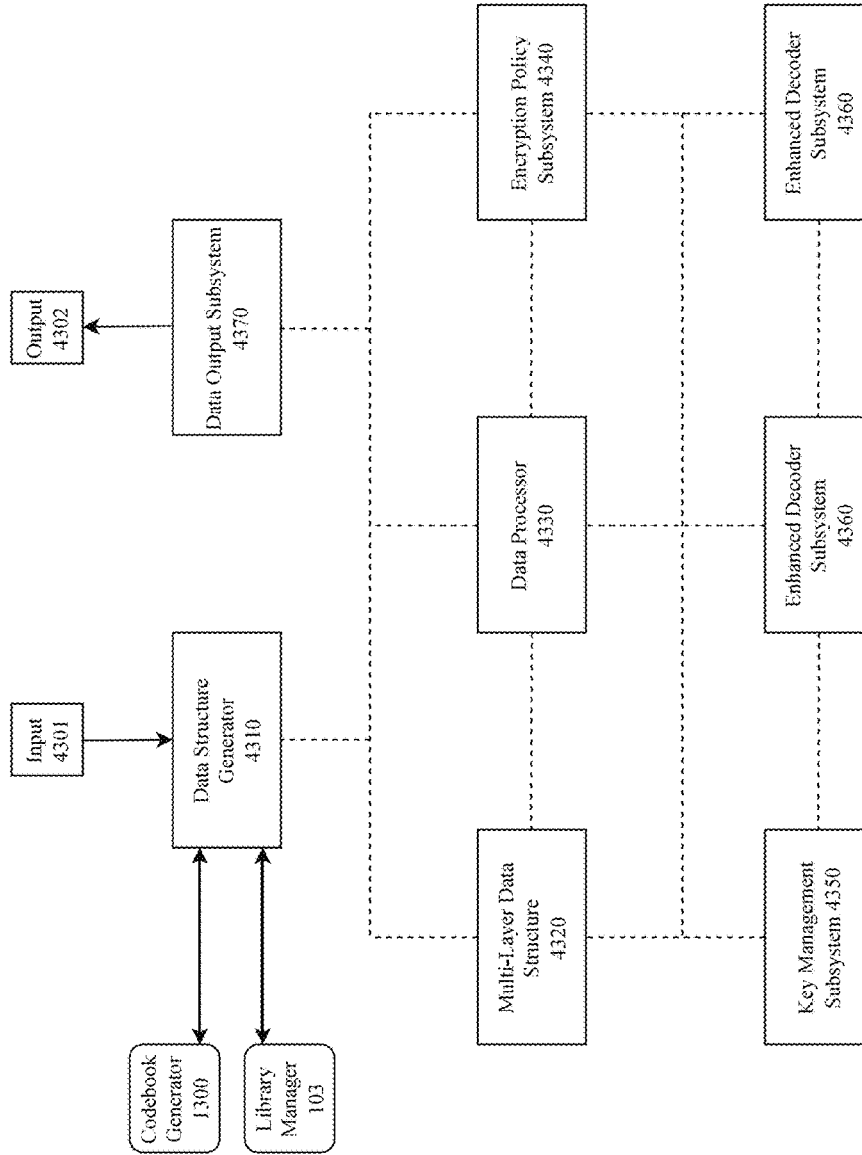 Codebook
Generator
1300
Library
Manager
103
Input
4301
Data Structure
Generator
4310
Output
4302
Data Output Subsystem
4370
Multi-Layer Data
Structure
4320
Data Processor
4330
Encryption Policy
Subsystem 4340
Key Management
Subsystem 4350
Enhanced Decoder
Subsystem
4360
Enhanced Decoder
Subsystem
4360